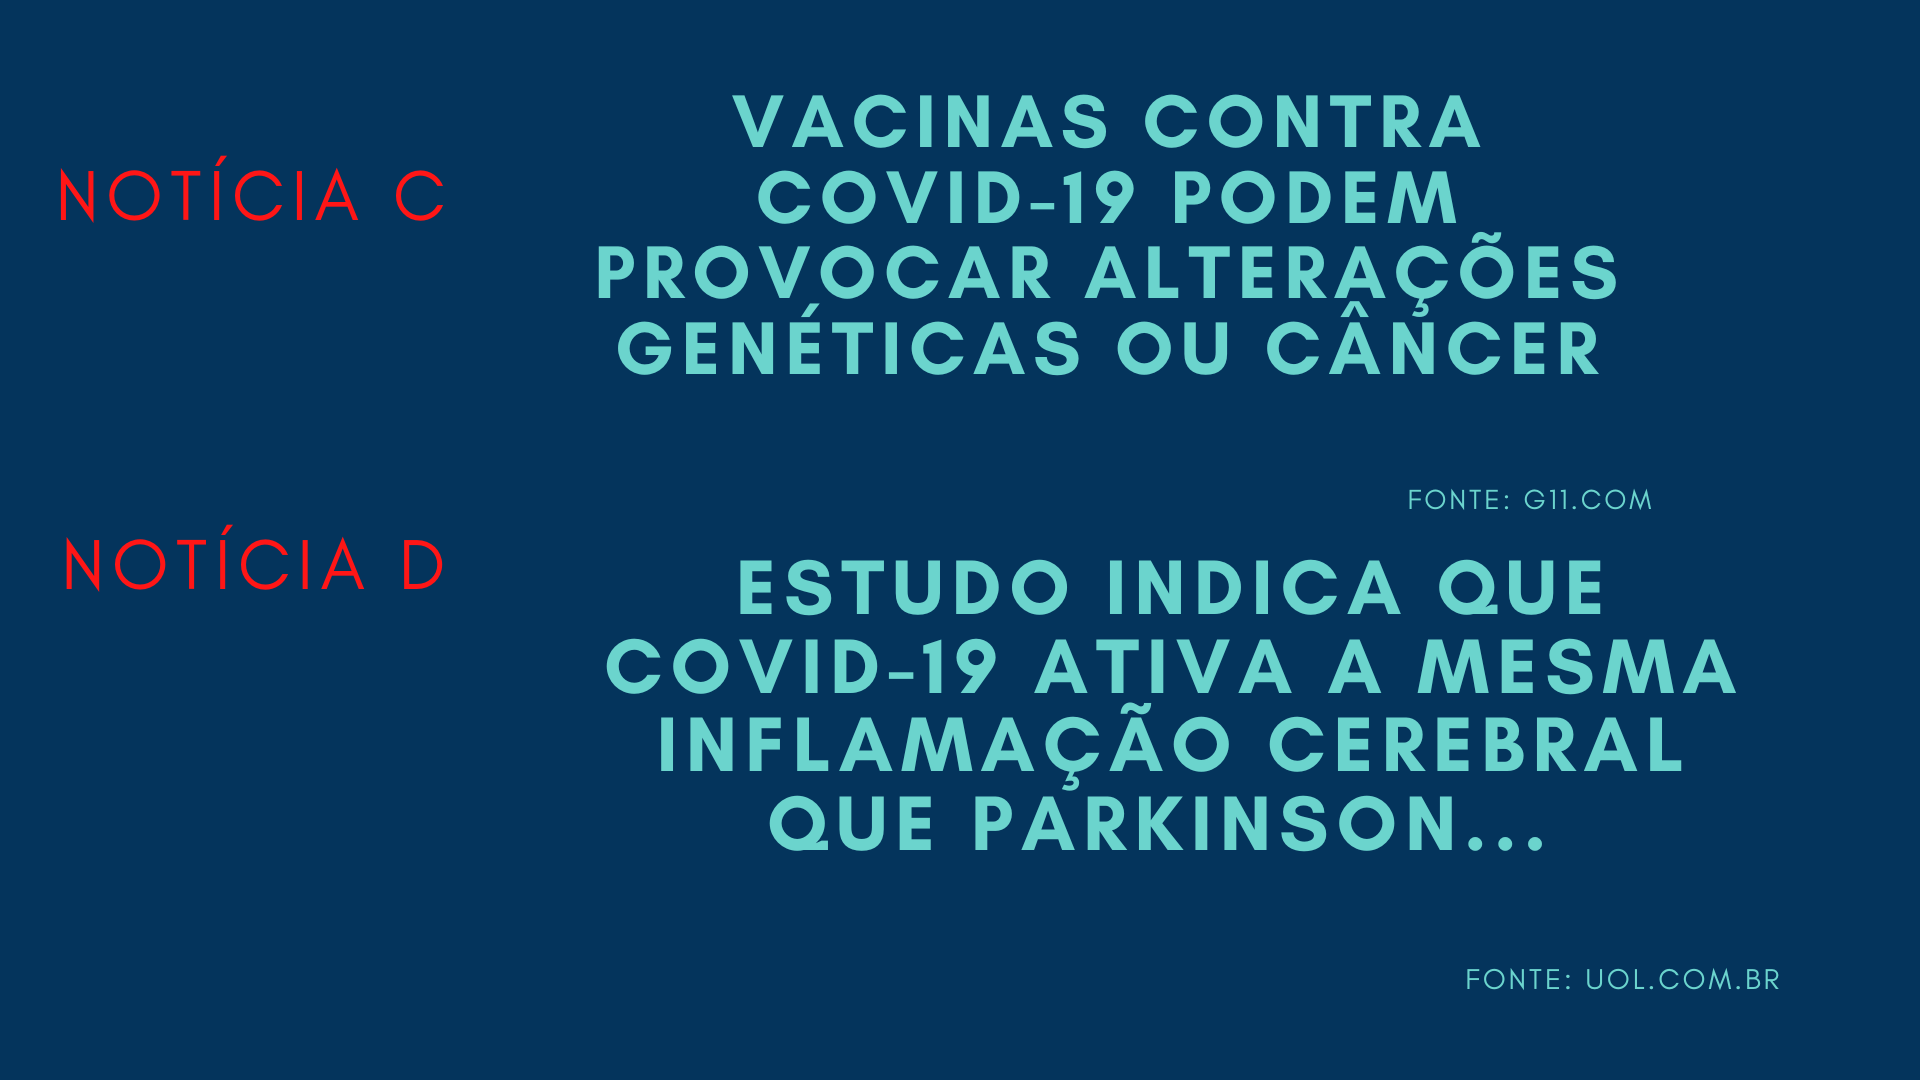 NOTÍCIA C
VACINAS CONTRA
COVID-19 PODEM
PROVOCAR ALTERAÇÕES
GENÉTICAS OU CÂNCER
FONTE: G11.COM
NOTÍCIA D
ESTUDO INDICA QUE
COVID-19 ATIVA A MESMA
INFLAMAÇÃO CEREBRAL
QUE PARKINSON...
FONTE: UOL.COM.BR